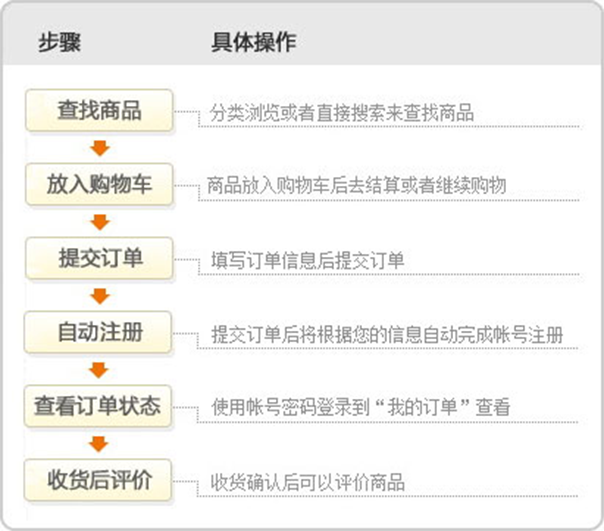 步骤 具体操作
查找商品 分类浏览或者直接搜索来查找商品
放入购物车 商品放入购物车后去结算或者继续购物
提交订单 填写订单信息后提交订单
自动注册 提交订单后将根据您的信息自动完成帐号注册
查看订单状态 使用帐号密码登录到“我的订单”查看
收货后评价 收货确认后可以评价商品